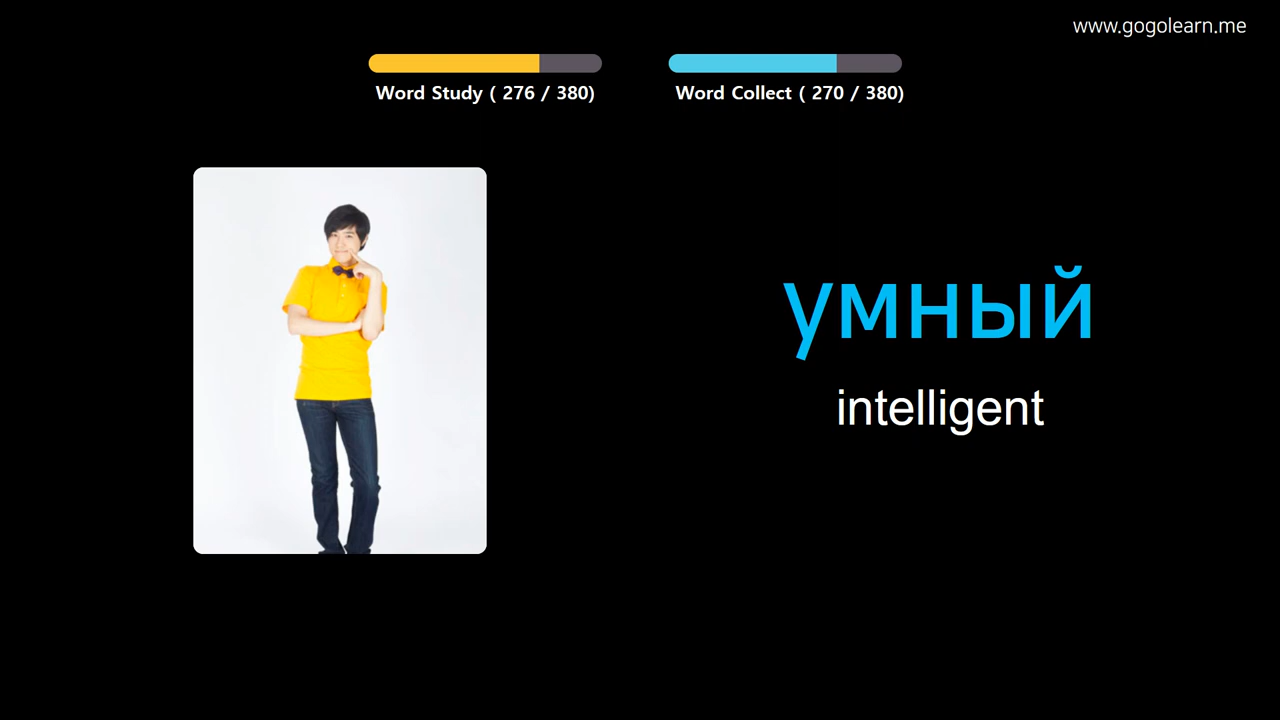 www.gogolearn.me
Word Study ( 276 / 380)
Word Collect ( 270 / 380)
умный
intelligent